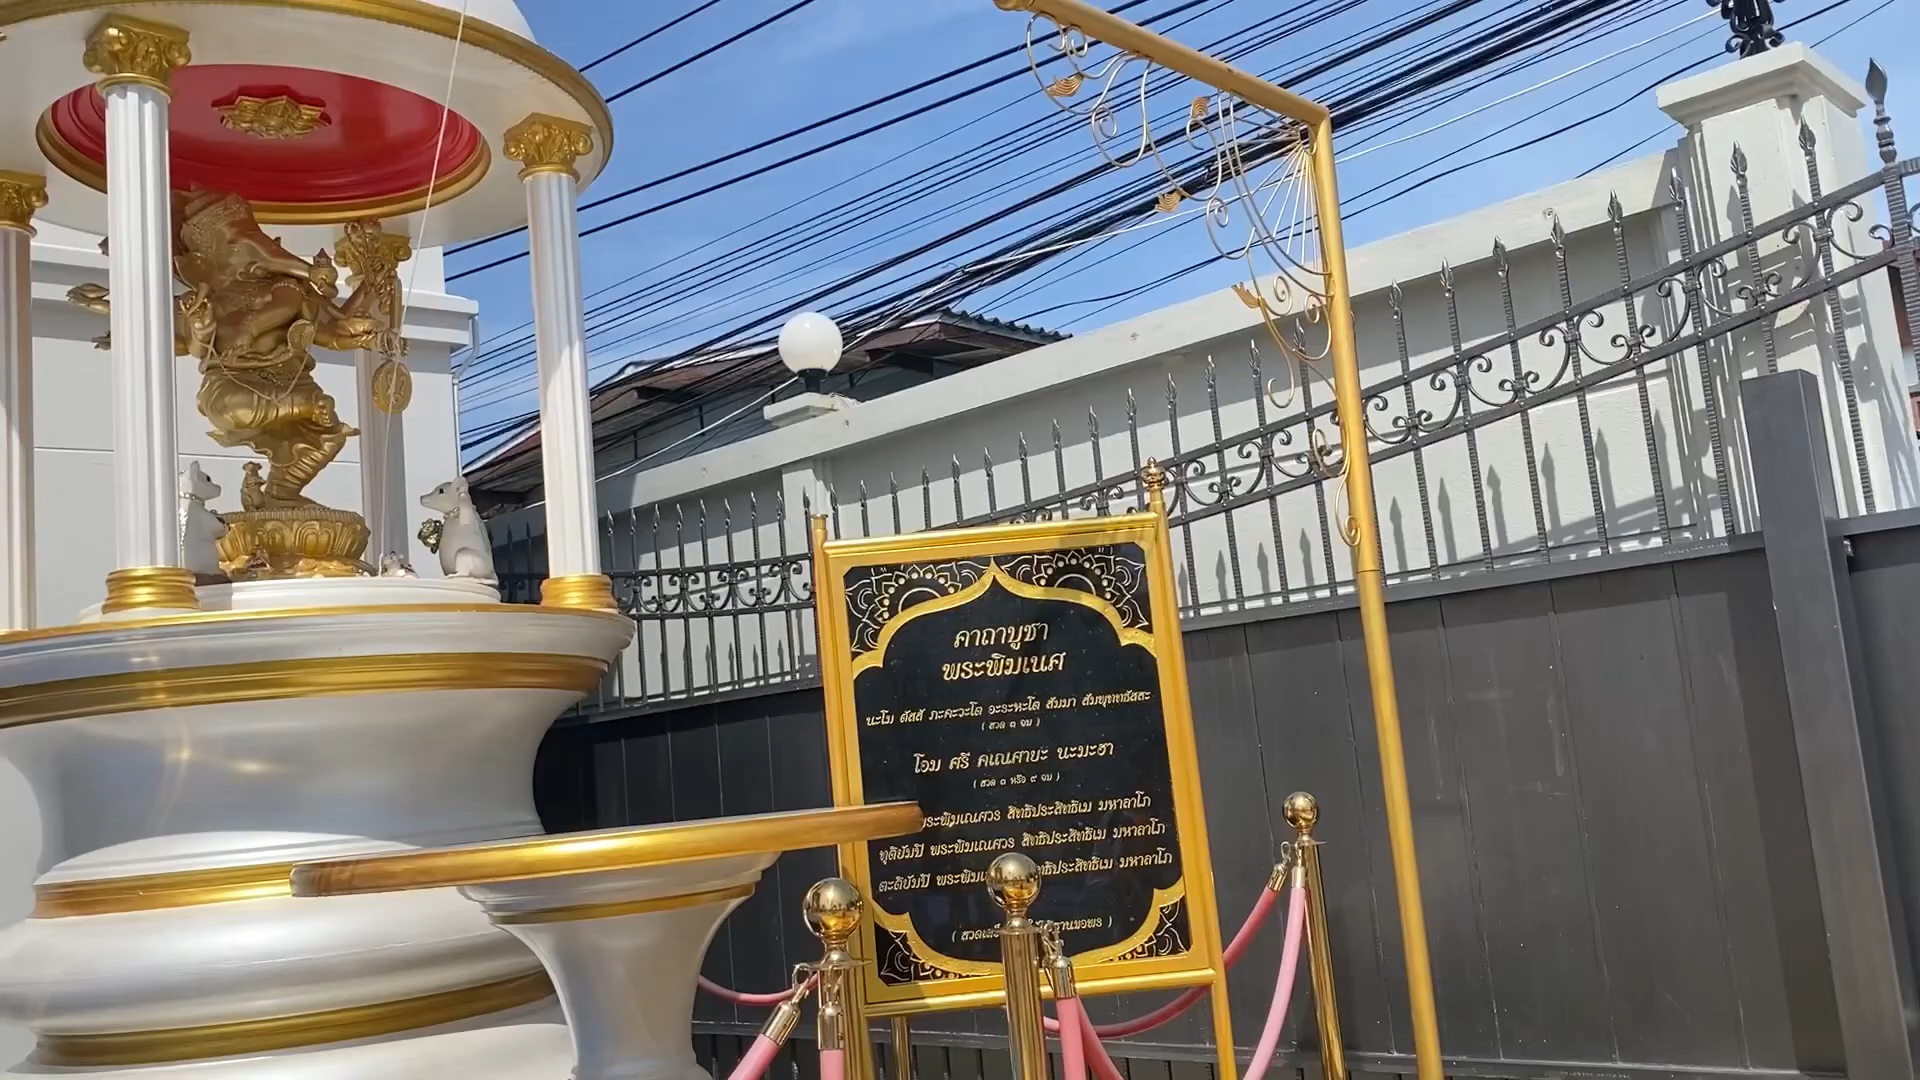 คาถาบูชา
พระพิฆเนศ
นะโม ตัสสั ภะคะวะโต อะระหะโต สัมมา สัมพุทธธัสสะ
( สวด ๓ จบ )
โอม ศรี คเณศายะ นะมะฮา
( สวด ๓ หรือ ๙ จบ )
พระพิฆเณศวร สิทธิประสิทธิเม มหาลาโภ
ทุติยัมปิ พระพิฆเณศวร สิทธิประสิทธิเม มหาลาโภ
ตะติยัมปิ สิทธิประสิทธิเม มหาลาโภ